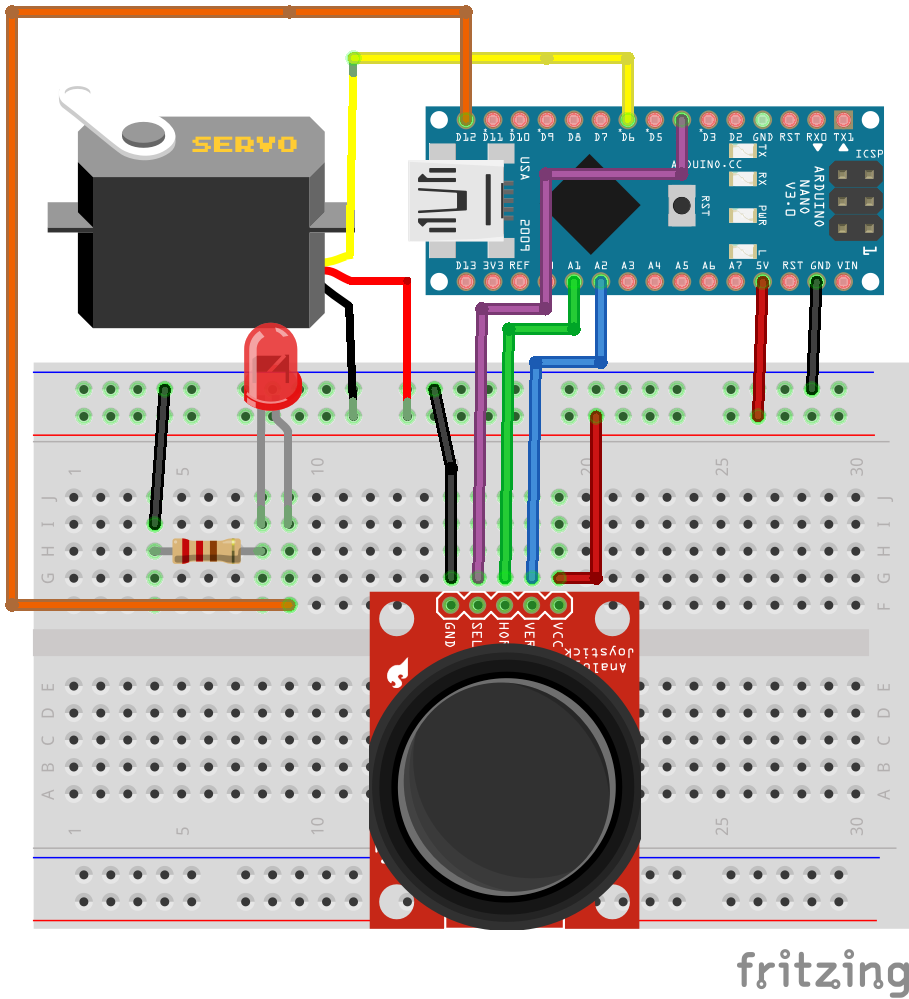 SERVO
D12 D11 D10 D9 D8 D7 D6 D5 D3 D2 GND RST RX0 TX1
USA
2009
ARDUINO.CC
RST
TX
RX
PWR
L
ARDUINO
NANO
V3.0
ICSP
1
D13 3V3 REF A1 A2 A3 A4 A5 A6 A7 5V RST GND VIN
1 5 10 20 25 30
J J
I I
H H
G G
F F
GND SEL HOR VER VCC
Analog
Joystick
E E
D D
C C
B B
A A
1 5 10 25 30
fritzing